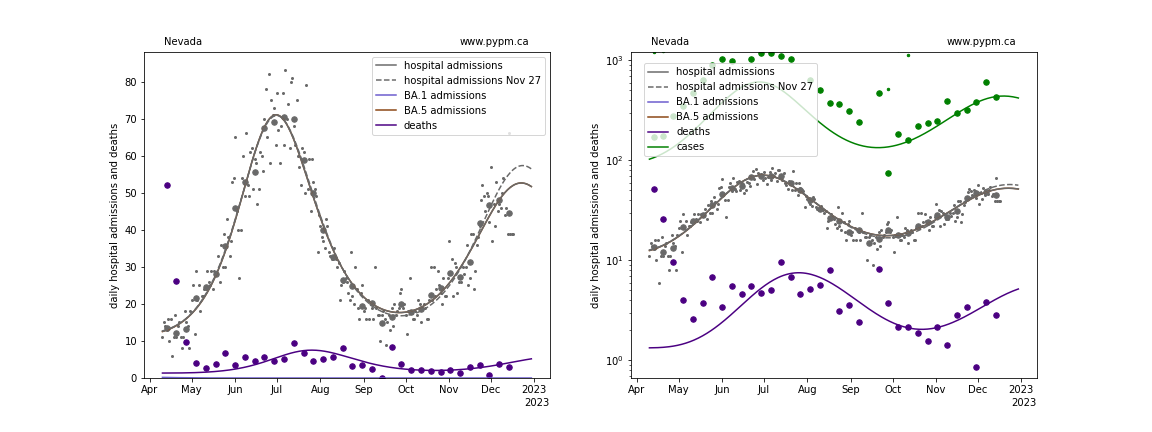 Nevada www.pypm.ca
daily hospital admissions and deaths
80
70
60
50
40
30
20
10
0
hospital admissions
hospital admissions Nov 27
BA.1 admissions
BA.5 admissions
deaths
Apr May Jun Jul Aug Sep Oct Nov Dec 2023
2023
Nevada www.pypm.ca
daily hospital admissions and deaths
10³
10²
10¹
10⁰
hospital admissions
hospital admissions Nov 27
BA.1 admissions
BA.5 admissions
deaths
cases
Apr May Jun Jul Aug Sep Oct Nov Dec 2023
2023